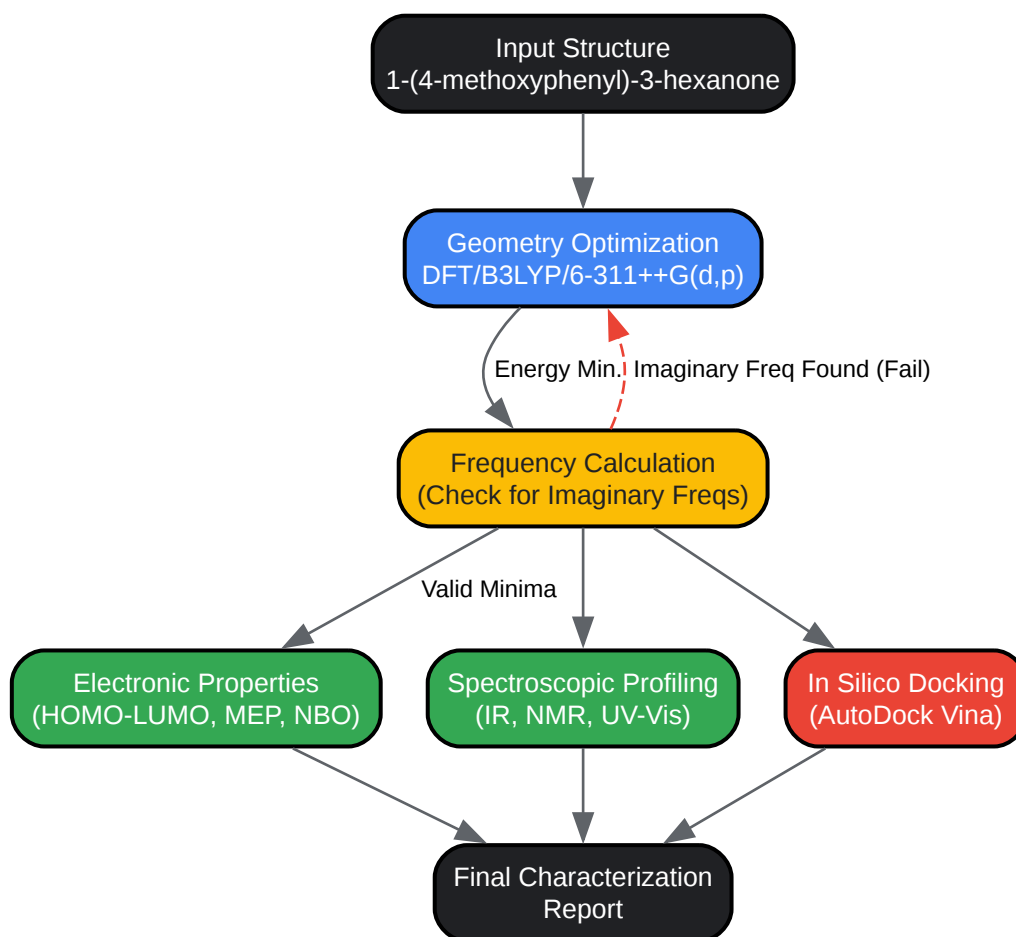 Input Structure
1-(4-methoxyphenyl)-3-hexanone
Geometry Optimization
DFT/B3LYP/6-311++G(d,p)
Energy Min.
Imaginary Freq Found (Fail)
Frequency Calculation
(Check for Imaginary Freqs)
Valid Minima
Electronic Properties
(HOMO-LUMO, MEP, NBO)
Spectroscopic Profiling
(IR, NMR, UV-Vis)
In Silico Docking
(AutoDock Vina)
Final Characterization
Report